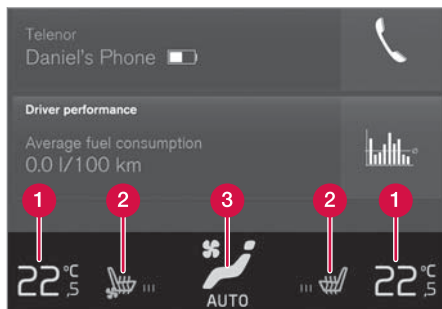 Telenor
Daniel's Phone
Driver performance
Average fuel consumption
0.0 l/100 km
1 2 3 2 1
22°C,5 22°C,5
AUTO